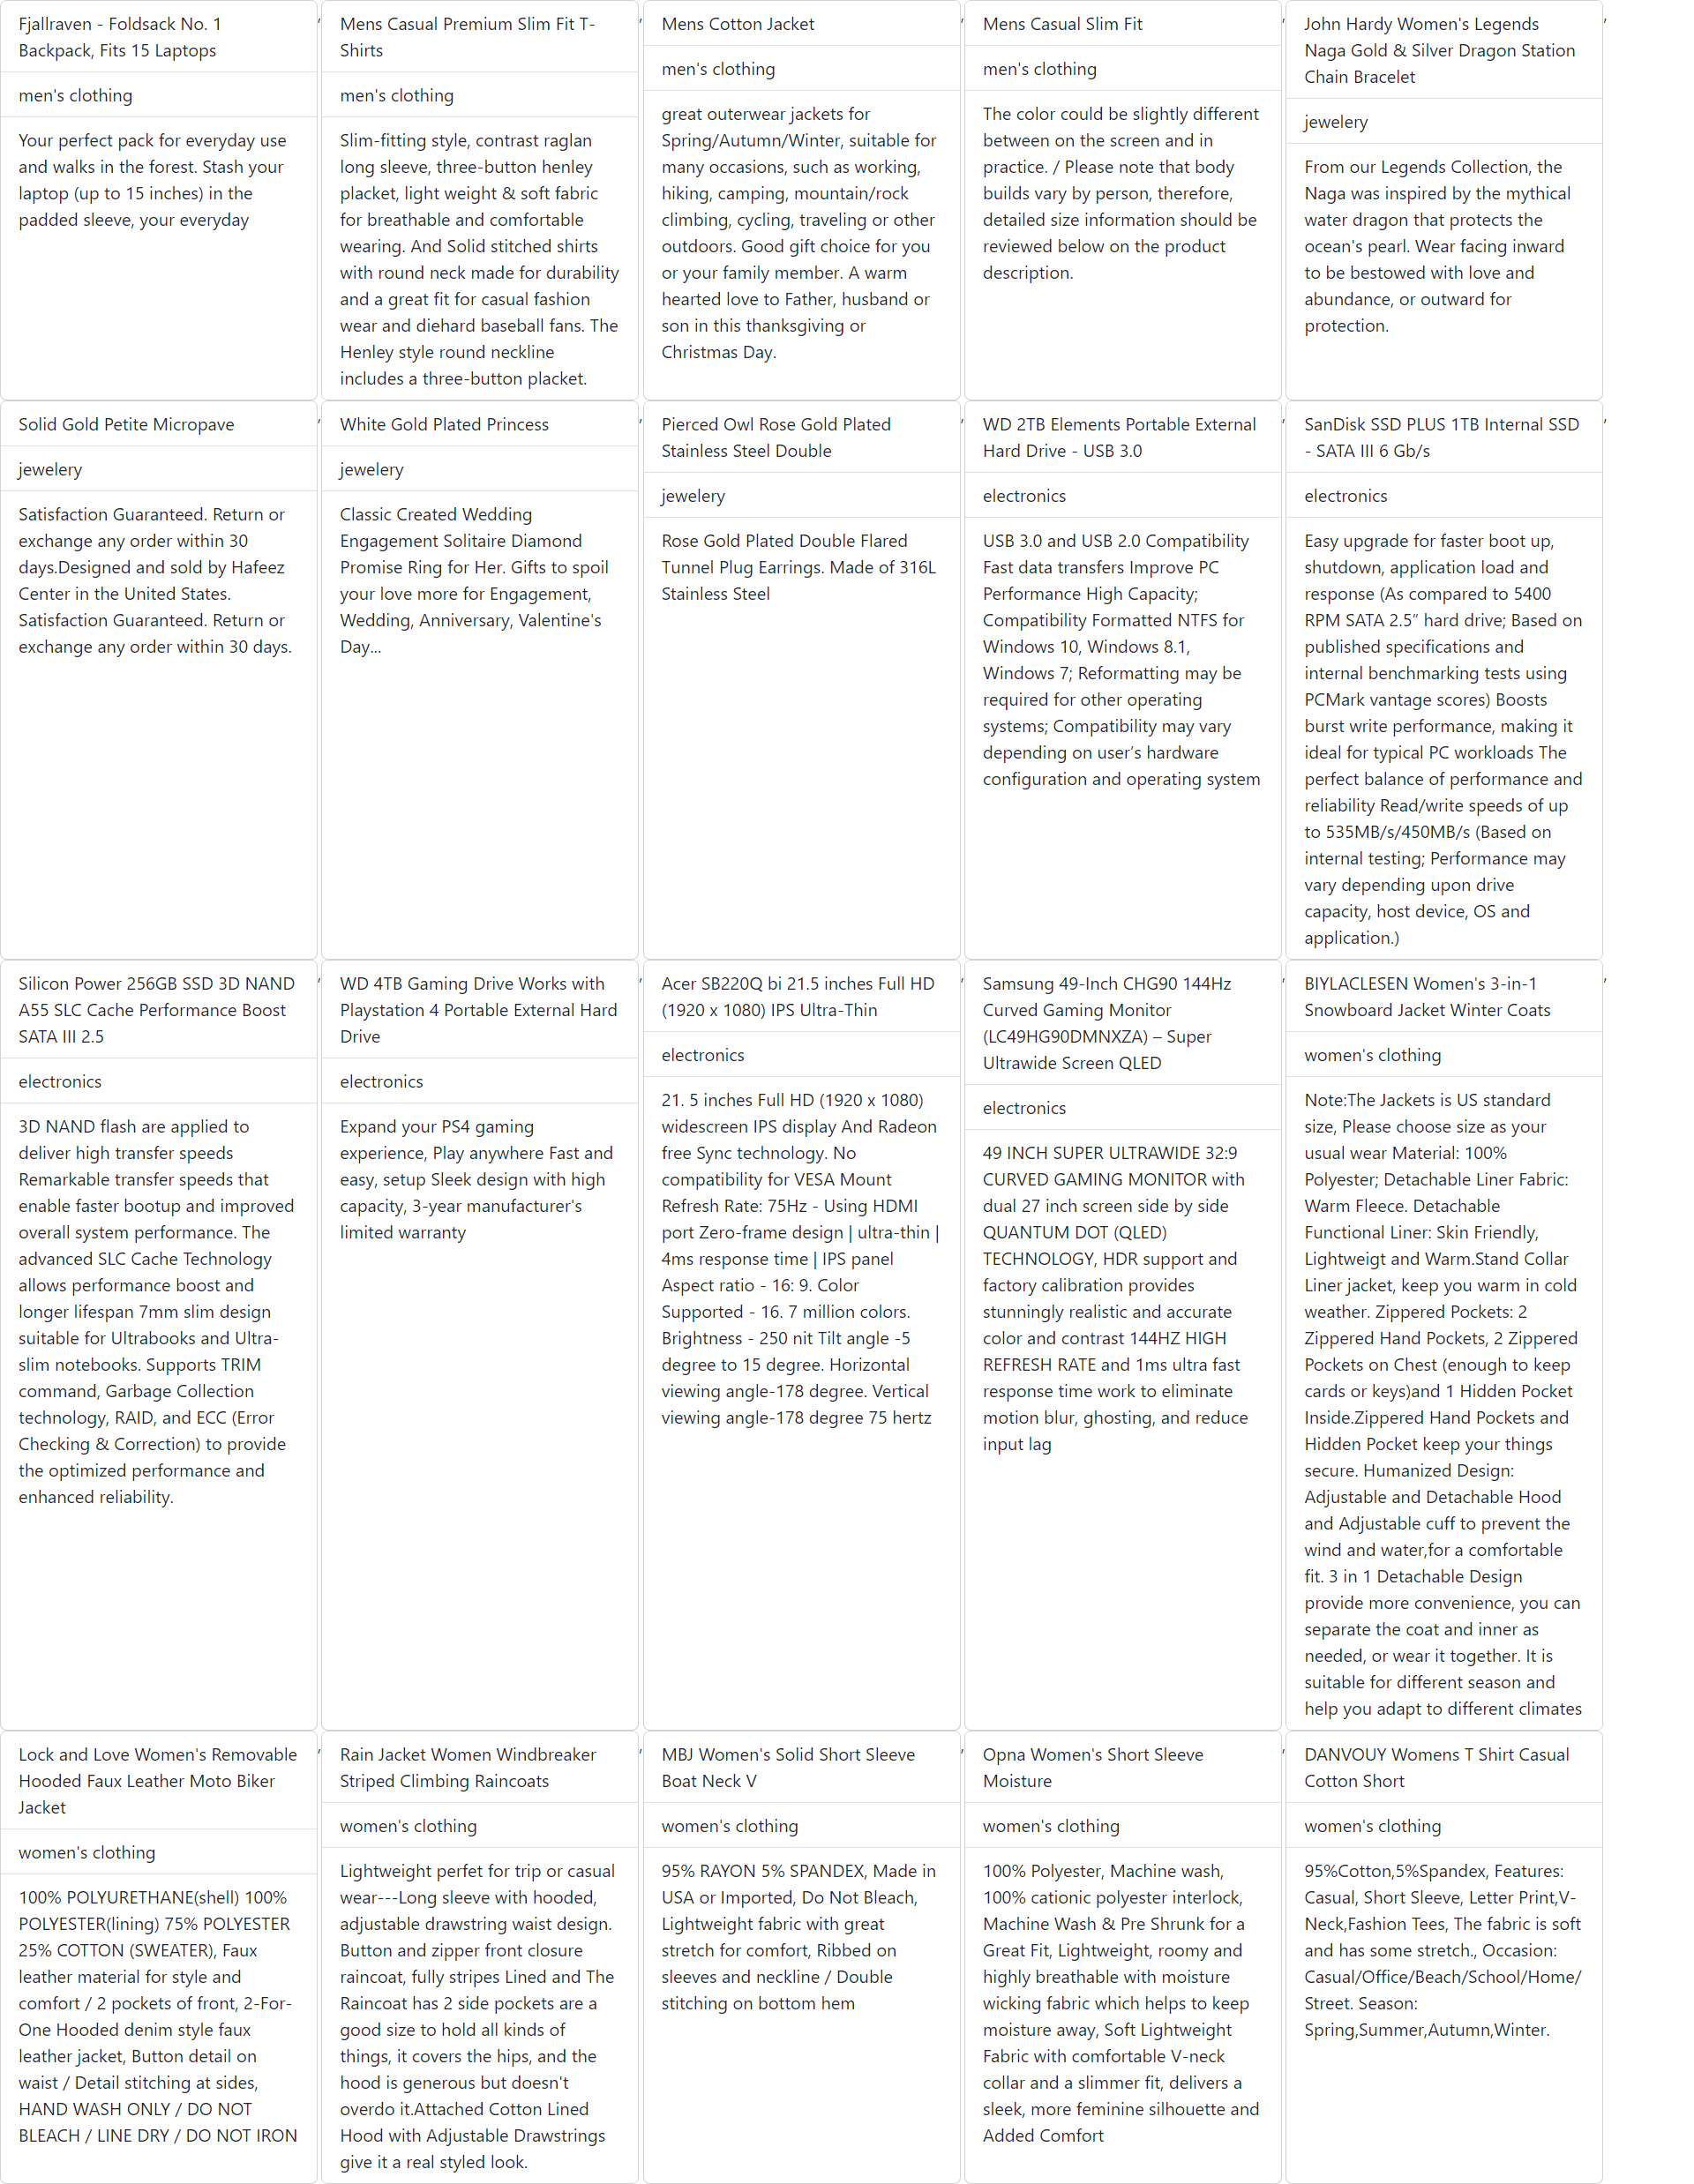 Fjallraven - Foldsack No. 1
Backpack, Fits 15 Laptops
men's clothing
Your perfect pack for everyday use
and walks in the forest. Stash your
laptop (up to 15 inches) in the
padded sleeve, your everyday
,
Mens Casual Premium Slim Fit T-
Shirts
men's clothing
Slim-fitting style, contrast raglan
long sleeve, three-button henley
placket, light weight & soft fabric
for breathable and comfortable
wearing. And Solid stitched shirts
with round neck made for durability
and a great fit for casual fashion
wear and diehard baseball fans. The
Henley style round neckline
includes a three-button placket.
,
Mens Cotton Jacket
men's clothing
great outerwear jackets for
Spring/Autumn/Winter, suitable for
many occasions, such as working,
hiking, camping, mountain/rock
climbing, cycling, traveling or other
outdoors. Good gift choice for you
or your family member. A warm
hearted love to Father, husband or
son in this thanksgiving or
Christmas Day.
,
Mens Casual Slim Fit
men's clothing
The color could be slightly different
between on the screen and in
practice. / Please note that body
builds vary by person, therefore,
detailed size information should be
reviewed below on the product
description.
,
John Hardy Women's Legends
Naga Gold & Silver Dragon Station
Chain Bracelet
jewelery
From our Legends Collection, the
Naga was inspired by the mythical
water dragon that protects the
ocean's pearl. Wear facing inward
to be bestowed with love and
abundance, or outward for
protection.
,
Solid Gold Petite Micropave
jewelery
Satisfaction Guaranteed. Return or
exchange any order within 30
days.Designed and sold by Hafeez
Center in the United States.
Satisfaction Guaranteed. Return or
exchange any order within 30 days.
,
White Gold Plated Princess
jewelery
Classic Created Wedding
Engagement Solitaire Diamond
Promise Ring for Her. Gifts to spoil
your love more for Engagement,
Wedding, Anniversary, Valentine's
Day...
,
Pierced Owl Rose Gold Plated
Stainless Steel Double
jewelery
Rose Gold Plated Double Flared
Tunnel Plug Earrings. Made of 316L
Stainless Steel
,
WD 2TB Elements Portable External
Hard Drive - USB 3.0
electronics
USB 3.0 and USB 2.0 Compatibility
Fast data transfers Improve PC
Performance High Capacity;
Compatibility Formatted NTFS for
Windows 10, Windows 8.1,
Windows 7; Reformatting may be
required for other operating
systems; Compatibility may vary
depending on user’s hardware
configuration and operating system
,
SanDisk SSD PLUS 1TB Internal SSD
- SATA III 6 Gb/s
electronics
Easy upgrade for faster boot up,
shutdown, application load and
response (As compared to 5400
RPM SATA 2.5” hard drive; Based on
published specifications and
internal benchmarking tests using
PCMark vantage scores) Boosts
burst write performance, making it
ideal for typical PC workloads The
perfect balance of performance and
reliability Read/write speeds of up
to 535MB/s/450MB/s (Based on
internal testing; Performance may
vary depending upon drive
capacity, host device, OS and
application.)
,
Silicon Power 256GB SSD 3D NAND
A55 SLC Cache Performance Boost
SATA III 2.5
electronics
3D NAND flash are applied to
deliver high transfer speeds
Remarkable transfer speeds that
enable faster bootup and improved
overall system performance. The
advanced SLC Cache Technology
allows performance boost and
longer lifespan 7mm slim design
suitable for Ultrabooks and Ultra-
slim notebooks. Supports TRIM
command, Garbage Collection
technology, RAID, and ECC (Error
Checking & Correction) to provide
the optimized performance and
enhanced reliability.
,
WD 4TB Gaming Drive Works with
Playstation 4 Portable External Hard
Drive
electronics
Expand your PS4 gaming
experience, Play anywhere Fast and
easy, setup Sleek design with high
capacity, 3-year manufacturer's
limited warranty
,
Acer SB220Q bi 21.5 inches Full HD
(1920 x 1080) IPS Ultra-Thin
electronics
21. 5 inches Full HD (1920 x 1080)
widescreen IPS display And Radeon
free Sync technology. No
compatibility for VESA Mount
Refresh Rate: 75Hz - Using HDMI
port Zero-frame design | ultra-thin |
4ms response time | IPS panel
Aspect ratio - 16: 9. Color
Supported - 16. 7 million colors.
Brightness - 250 nit Tilt angle -5
degree to 15 degree. Horizontal
viewing angle-178 degree. Vertical
viewing angle-178 degree 75 hertz
,
Samsung 49-Inch CHG90 144Hz
Curved Gaming Monitor
(LC49HG90DMNXZA) – Super
Ultrawide Screen QLED
electronics
49 INCH SUPER ULTRAWIDE 32:9
CURVED GAMING MONITOR with
dual 27 inch screen side by side
QUANTUM DOT (QLED)
TECHNOLOGY, HDR support and
factory calibration provides
stunningly realistic and accurate
color and contrast 144HZ HIGH
REFRESH RATE and 1ms ultra fast
response time work to eliminate
motion blur, ghosting, and reduce
input lag
,
BIYLACLESEN Women's 3-in-1
Snowboard Jacket Winter Coats
women's clothing
Note:The Jackets is US standard
size, Please choose size as your
usual wear Material: 100%
Polyester; Detachable Liner Fabric:
Warm Fleece. Detachable
Functional Liner: Skin Friendly,
Lightweigt and Warm.Stand Collar
Liner jacket, keep you warm in cold
weather. Zippered Pockets: 2
Zippered Hand Pockets, 2 Zippered
Pockets on Chest (enough to keep
cards or keys)and 1 Hidden Pocket
Inside.Zippered Hand Pockets and
Hidden Pocket keep your things
secure. Humanized Design:
Adjustable and Detachable Hood
and Adjustable cuff to prevent the
wind and water,for a comfortable
fit. 3 in 1 Detachable Design
provide more convenience, you can
separate the coat and inner as
needed, or wear it together. It is
suitable for different season and
help you adapt to different climates
,
Lock and Love Women's Removable
Hooded Faux Leather Moto Biker
Jacket
women's clothing
100% POLYURETHANE(shell) 100%
POLYESTER(lining) 75% POLYESTER
25% COTTON (SWEATER), Faux
leather material for style and
comfort / 2 pockets of front, 2-For-
One Hooded denim style faux
leather jacket, Button detail on
waist / Detail stitching at sides,
HAND WASH ONLY / DO NOT
BLEACH / LINE DRY / DO NOT IRON
,
Rain Jacket Women Windbreaker
Striped Climbing Raincoats
women's clothing
Lightweight perfet for trip or casual
wear---Long sleeve with hooded,
adjustable drawstring waist design.
Button and zipper front closure
raincoat, fully stripes Lined and The
Raincoat has 2 side pockets are a
good size to hold all kinds of
things, it covers the hips, and the
hood is generous but doesn't
overdo it.Attached Cotton Lined
Hood with Adjustable Drawstrings
give it a real styled look.
,
MBJ Women's Solid Short Sleeve
Boat Neck V
women's clothing
95% RAYON 5% SPANDEX, Made in
USA or Imported, Do Not Bleach,
Lightweight fabric with great
stretch for comfort, Ribbed on
sleeves and neckline / Double
stitching on bottom hem
,
Opna Women's Short Sleeve
Moisture
women's clothing
100% Polyester, Machine wash,
100% cationic polyester interlock,
Machine Wash & Pre Shrunk for a
Great Fit, Lightweight, roomy and
highly breathable with moisture
wicking fabric which helps to keep
moisture away, Soft Lightweight
Fabric with comfortable V-neck
collar and a slimmer fit, delivers a
sleek, more feminine silhouette and
Added Comfort
,
DANVOUY Womens T Shirt Casual
Cotton Short
women's clothing
95%Cotton,5%Spandex, Features:
Casual, Short Sleeve, Letter Print,V-
Neck,Fashion Tees, The fabric is soft
and has some stretch., Occasion:
Casual/Office/Beach/School/Home/
Street. Season:
Spring,Summer,Autumn,Winter.